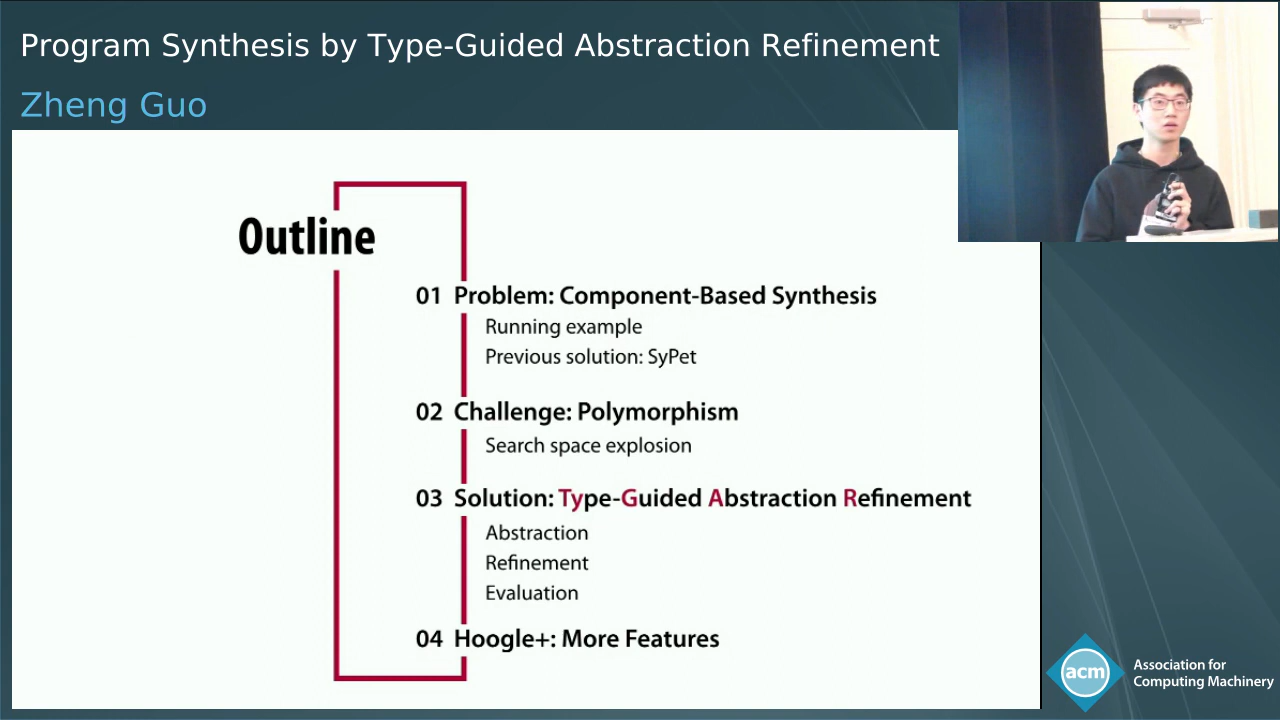 Program Synthesis by Type-Guided Abstraction Refinement
Zheng Guo
Outline
01 Problem: Component-Based Synthesis
Running example
Previous solution: SyPet
02 Challenge: Polymorphism
Search space explosion
03 Solution: Type-Guided Abstraction Refinement
Abstraction
Refinement
Evaluation
04 Hoogle+: More Features
acm
Association for
Computing Machinery